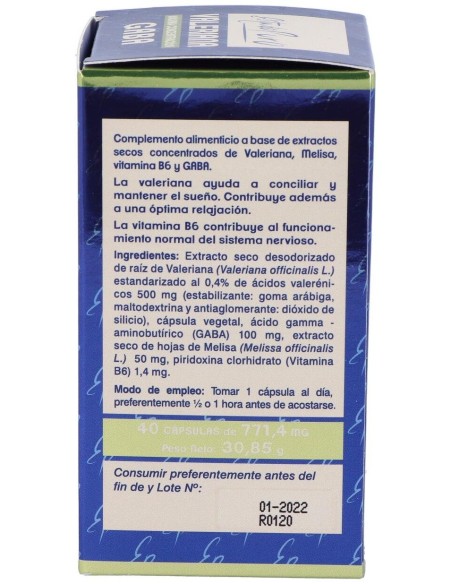 VALERIANA
GABA
Complemento alimenticio a base de extractos
secos concentrados de Valeriana, Melisa,
vitamina B6 y GABA.
La valeriana ayuda a conciliar y
mantener el sueño. Contribuye además
a una óptima relajación.
La vitamina B6 contribuye al funciona-
miento normal del sistema nervioso.
Ingredientes: Extracto seco desodorizado
de raíz de Valeriana (Valeriana officinalis L.)
estandarizado al 0,4% de ácidos valeréni-
cos 500 mg (estabilizante: goma arábiga,
maltodextrina y antiaglomerante: dióxido de
silicio), cápsula vegetal, ácido gamma -
aminobutírico (GABA) 100 mg, extracto
seco de hojas de Melisa (Melissa officinalis
L.) 50 mg, piridoxina clorhidrato (Vitamina
B6) 1,4 mg.
Modo de empleo: Tomar 1 cápsula al día,
preferentemente ½ o 1 hora antes de acostarse.
40 CÁPSULAS de 771,4 MG
Peso Neto: 30,85 g
Consumir preferentemente antes del
fin de y Lote Nº:
01-2022
R0120